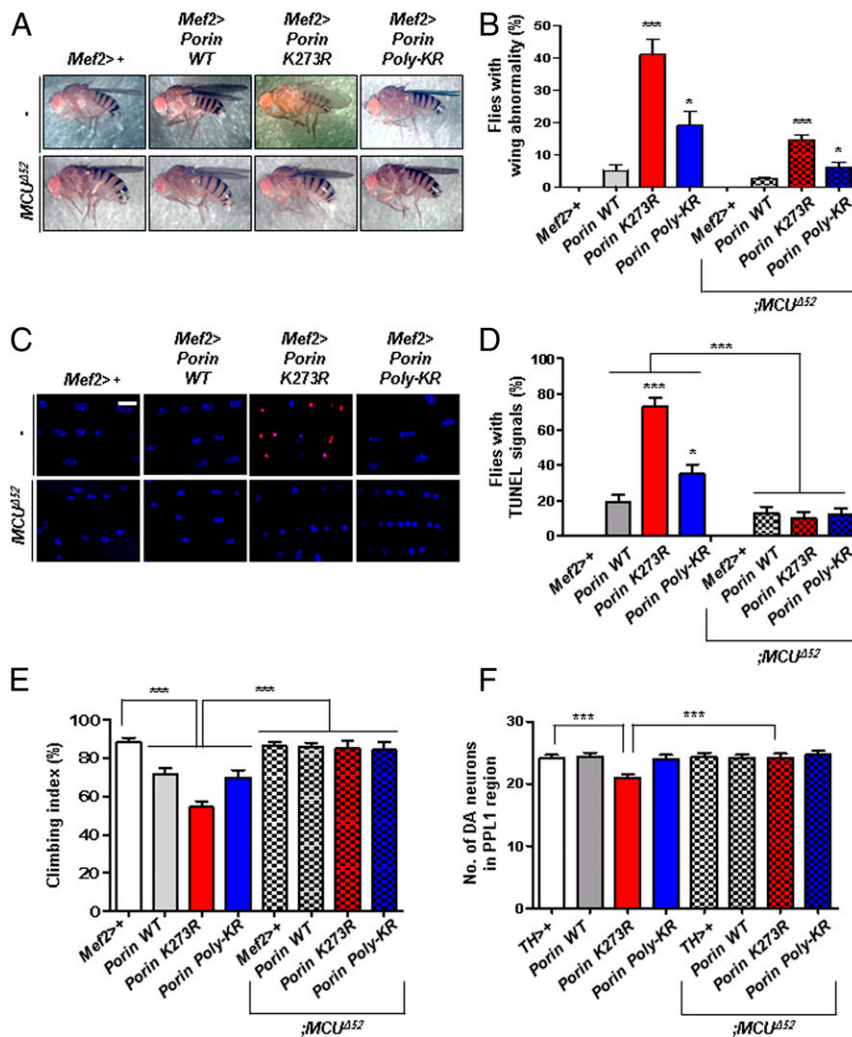 A
Mef2>+
Mef2>
Porin
WT
Mef2>
Porin
K273R
Mef2>
Porin
Poly-KR
-
MCUΔ52
B
Flies with
wing abnormality (%)
50
40
30
20
10
0
***
*
***
*
Mef2>+
Porin WT
Porin K273R
Porin Poly-KR
Mef2>+
Porin WT
Porin K273R
Porin Poly-KR
;MCUΔ52
C
Mef2>+
Mef2>
Porin
WT
Mef2>
Porin
K273R
Mef2>
Porin
Poly-KR
-
MCUΔ52
D
Flies with
TUNEL signals (%)
100
80
60
40
20
0
***
***
*
Mef2>+
Porin WT
Porin K273R
Porin Poly-KR
Mef2>+
Porin WT
Porin K273R
Porin Poly-KR
;MCUΔ52
E
Climbing index (%)
100
80
60
40
20
0
***
***
Mef2>+
Porin WT
Porin K273R
Porin Poly-KR
Mef2>+
Porin WT
Porin K273R
Porin Poly-KR
;MCUΔ52
F
No. of DA neurons
in PPL1 region
30
20
10
0
***
***
TH>+
Porin WT
Porin K273R
Porin Poly-KR
TH>+
Porin WT
Porin K273R
Porin Poly-KR
;MCUΔ52